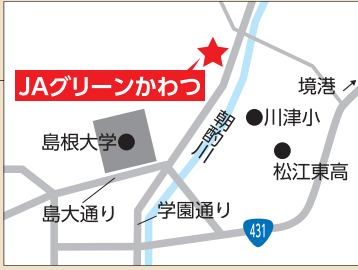 JAグリーンかわつ
境港
川津小
朝酌川
島根大学
松江東高
島大通り
学園通り
431